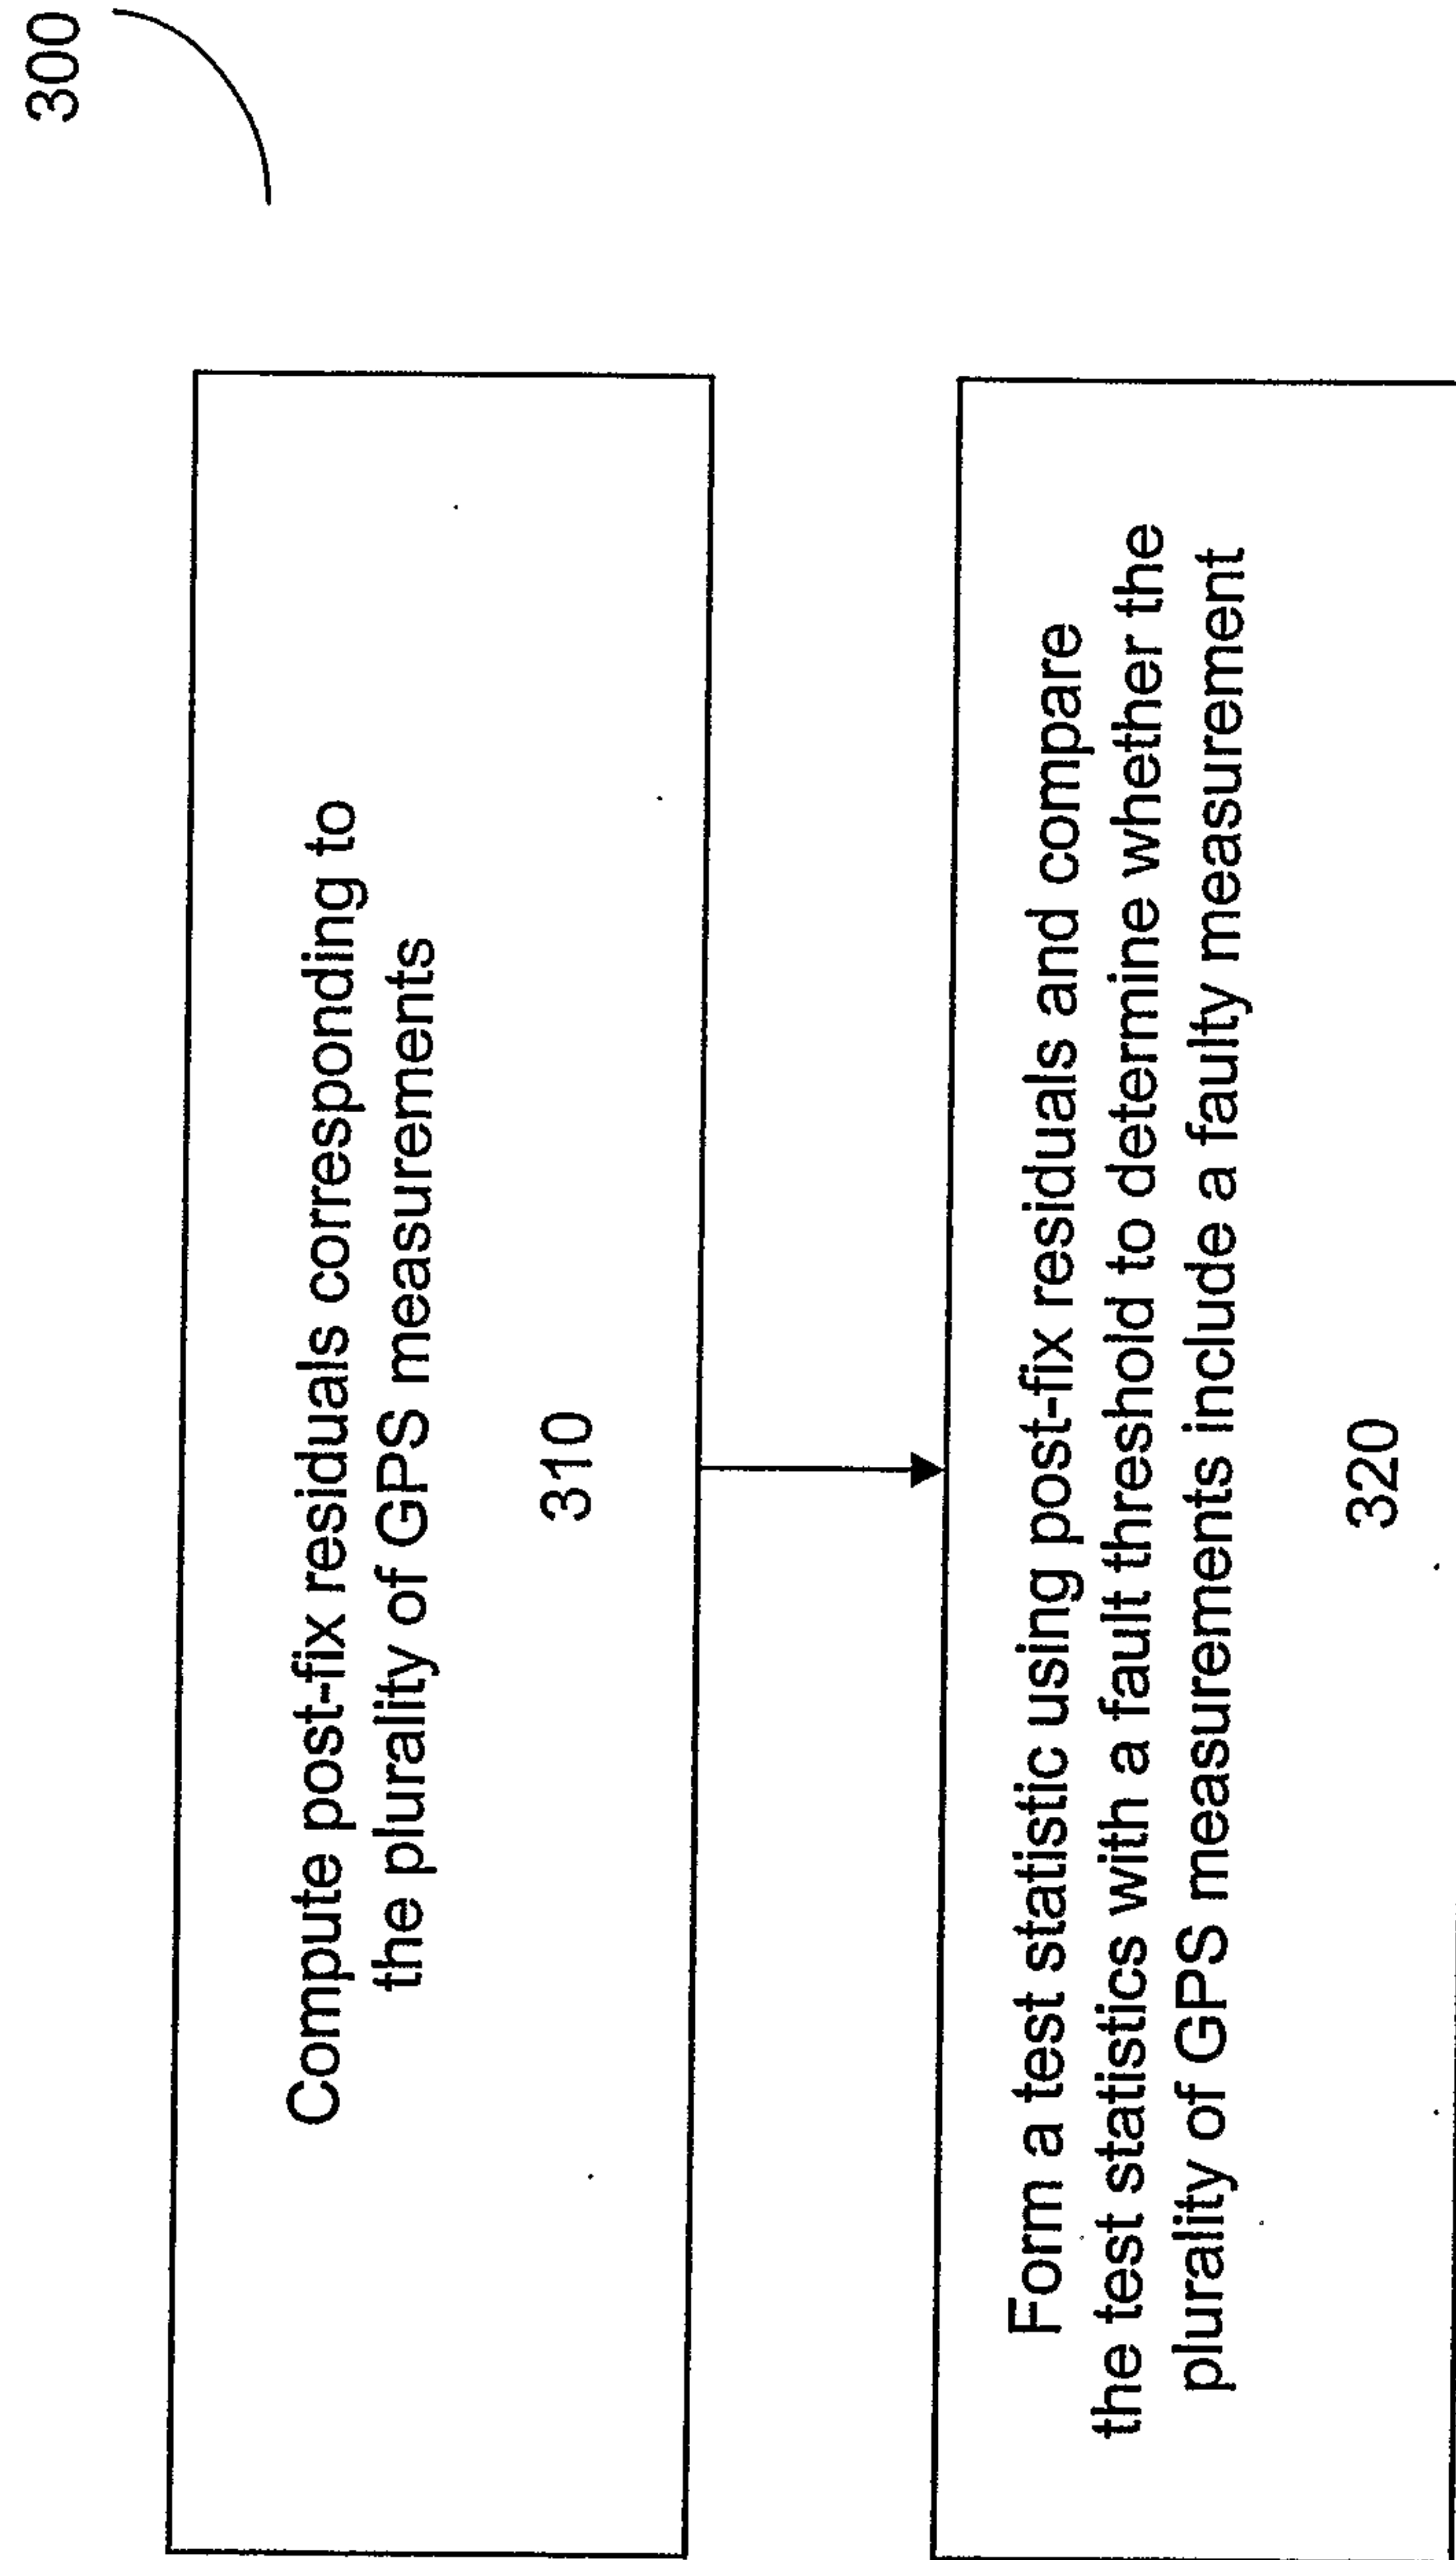 300
Compute post-fix residuals corresponding to
the plurality of GPS measurements
310
Form a test statistic using post-fix residuals and compare
the test statistics with a fault threshold to determine whether the
plurality of GPS measurements include a faulty measurement
320